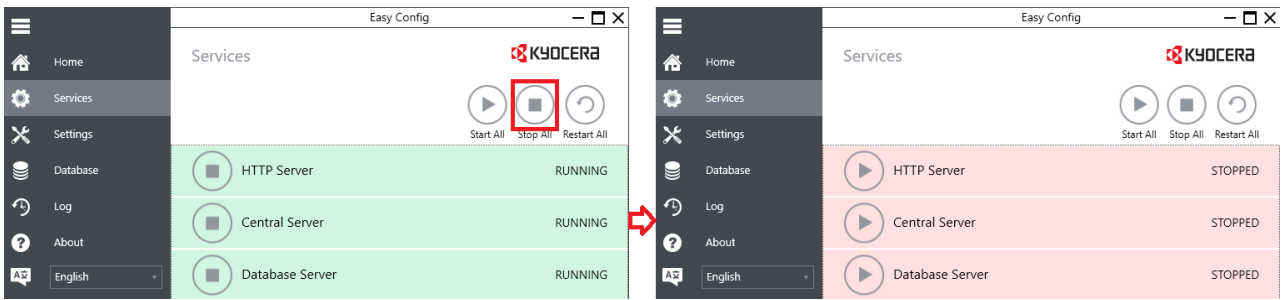 Easy Config
Services
KYOCERA
Home
Services
Settings
Database
Log
About
English
Start All Stop All Restart All
HTTP Server RUNNING
Central Server RUNNING
Database Server RUNNING
Easy Config
Services
KYOCERA
Home
Services
Settings
Database
Log
About
English
Start All Stop All Restart All
HTTP Server STOPPED
Central Server STOPPED
Database Server STOPPED